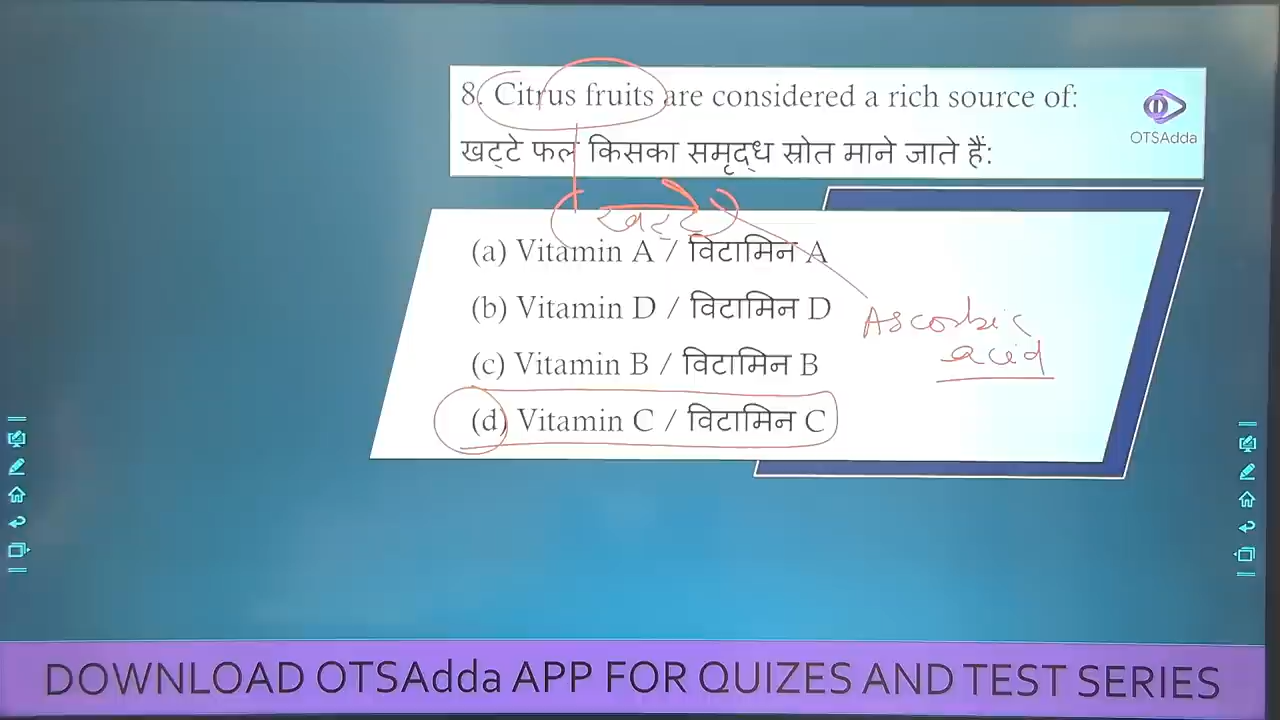 8. Citrus fruits are considered a rich source of:
OTSAdda
खट्टे फल किसका समृद्ध स्रोत माने जाते हैं:
खट्टे
(a) Vitamin A / विटामिन A
(b) Vitamin D / विटामिन D
Ascorbic
acid
(c) Vitamin B / विटामिन B
(d) Vitamin C / विटामिन C
DOWNLOAD OTSAdda APP FOR QUIZES AND TEST SERIES